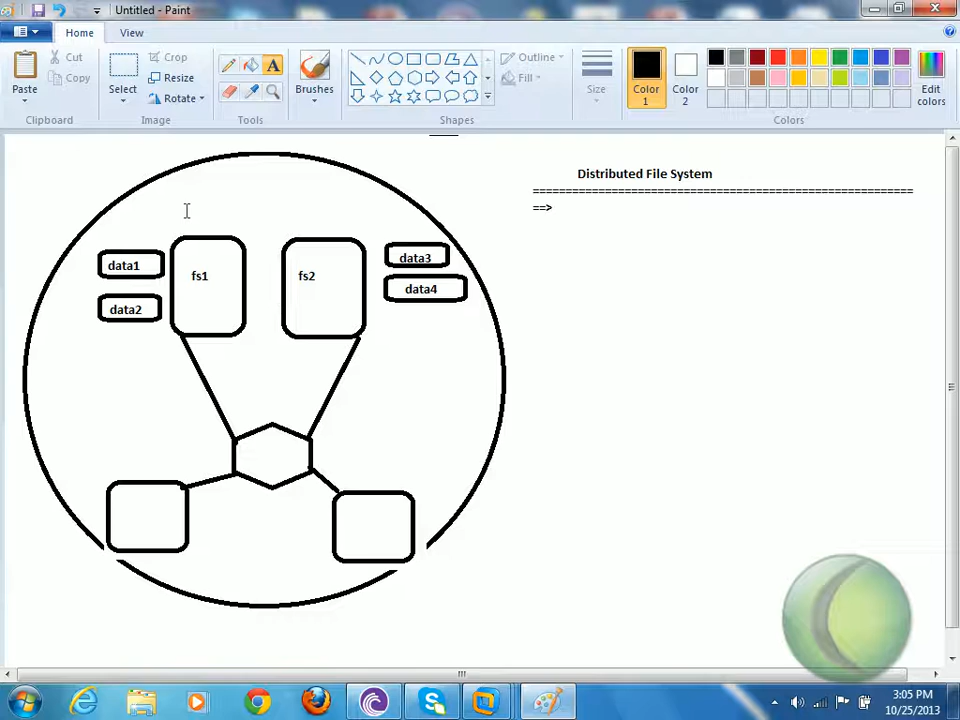 Untitled - Paint
Home
View
Paste
Cut
Copy
Clipboard
Select
Crop
Resize
Rotate
Image
A
Tools
Brushes
Shapes
Outline
Fill
Size
Color
1
Color
2
Edit
colors
Colors
Distributed File System
==========================================================
==>
data1
data2
fs1
fs2
data3
data4
3:05 PM
10/25/2013